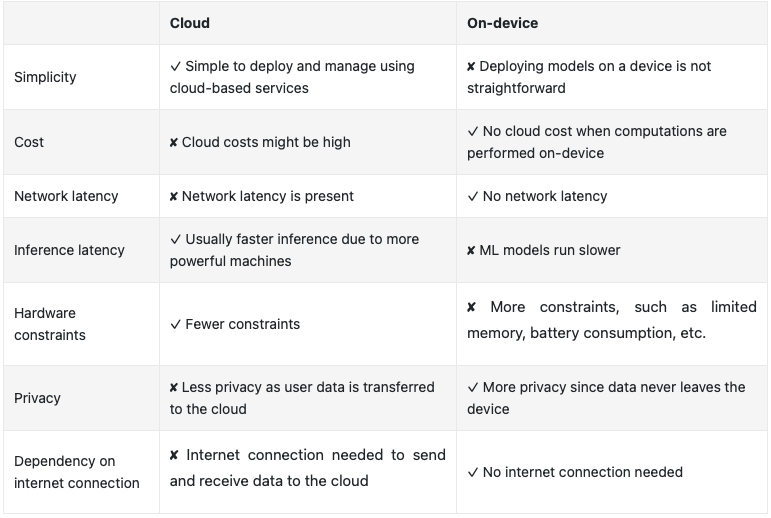 Cloud On-device
Simplicity
✓ Simple to deploy and manage using
cloud-based services
✘ Deploying models on a device is not
straightforward
Cost
✘ Cloud costs might be high
✓ No cloud cost when computations are
performed on-device
Network latency
✘ Network latency is present
✓ No network latency
Inference latency
✓ Usually faster inference due to more
powerful machines
✘ ML models run slower
Hardware
constraints
✓ Fewer constraints
✘ More constraints, such as limited
memory, battery consumption, etc.
Privacy
✘ Less privacy as user data is transferred
to the cloud
✓ More privacy since data never leaves the
device
Dependency on
internet connection
✘ Internet connection needed to send
and receive data to the cloud
✓ No internet connection needed